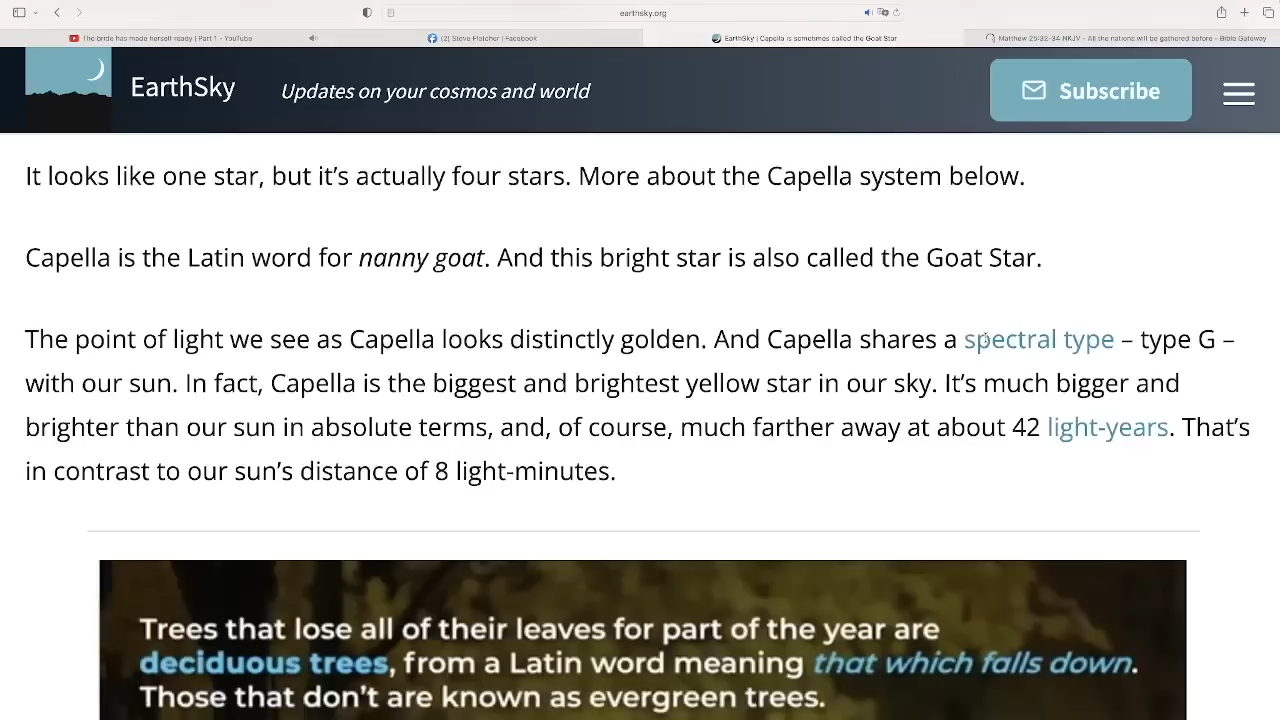 earthsky.org
The bride has made herself ready | Part 1 - YouTube
(2) Steve Fletcher | Facebook
EarthSky | Capella is sometimes called the Goat Star
Matthew 25:32-34 NKJV - All the nations will be gathered before - Bible Gateway
EarthSky
Updates on your cosmos and world
Subscribe
It looks like one star, but it’s actually four stars. More about the Capella system below.
Capella is the Latin word for nanny goat. And this bright star is also called the Goat Star.
The point of light we see as Capella looks distinctly golden. And Capella shares a spectral type – type G –
with our sun. In fact, Capella is the biggest and brightest yellow star in our sky. It’s much bigger and
brighter than our sun in absolute terms, and, of course, much farther away at about 42 light-years. That’s
in contrast to our sun’s distance of 8 light-minutes.
Trees that lose all of their leaves for part of the year are
deciduous trees, from a Latin word meaning that which falls down.
Those that don’t are known as evergreen trees.